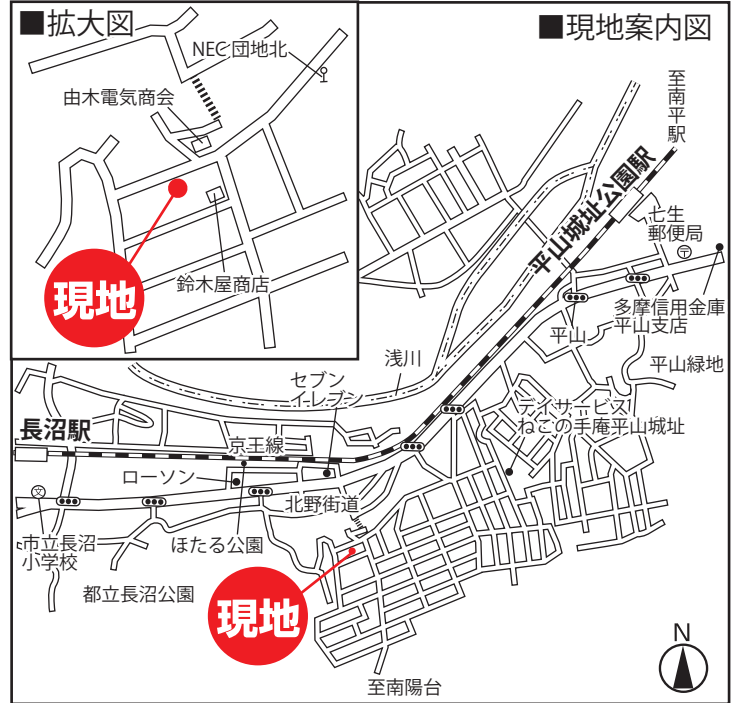 ■拡大図
NEC 団地北
由木電気商会
鈴木屋商店
現地
■現地案内図
至南平駅
平山城址公園駅
七生
郵便局
多摩信用金庫
平山支店
平山
平山緑地
浅川
セブン
イレブン
デイサービス
ねこの手庵平山城址
長沼駅
京王線
ローソン
北野街道
文
市立長沼
小学校
ほたる公園
都立長沼公園
現地
至南陽台
N